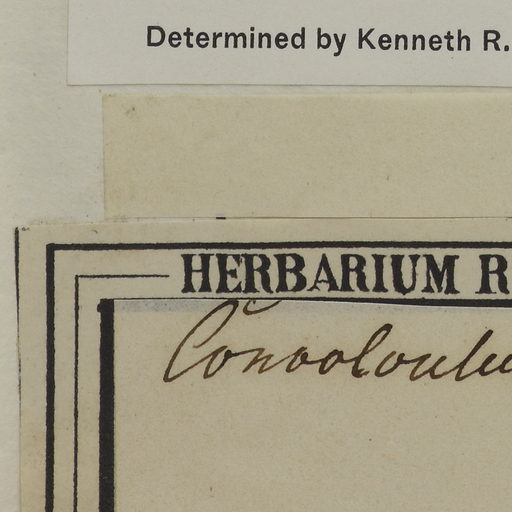 Determined by Kenneth R.
HERBARIUM R
Convolvulu